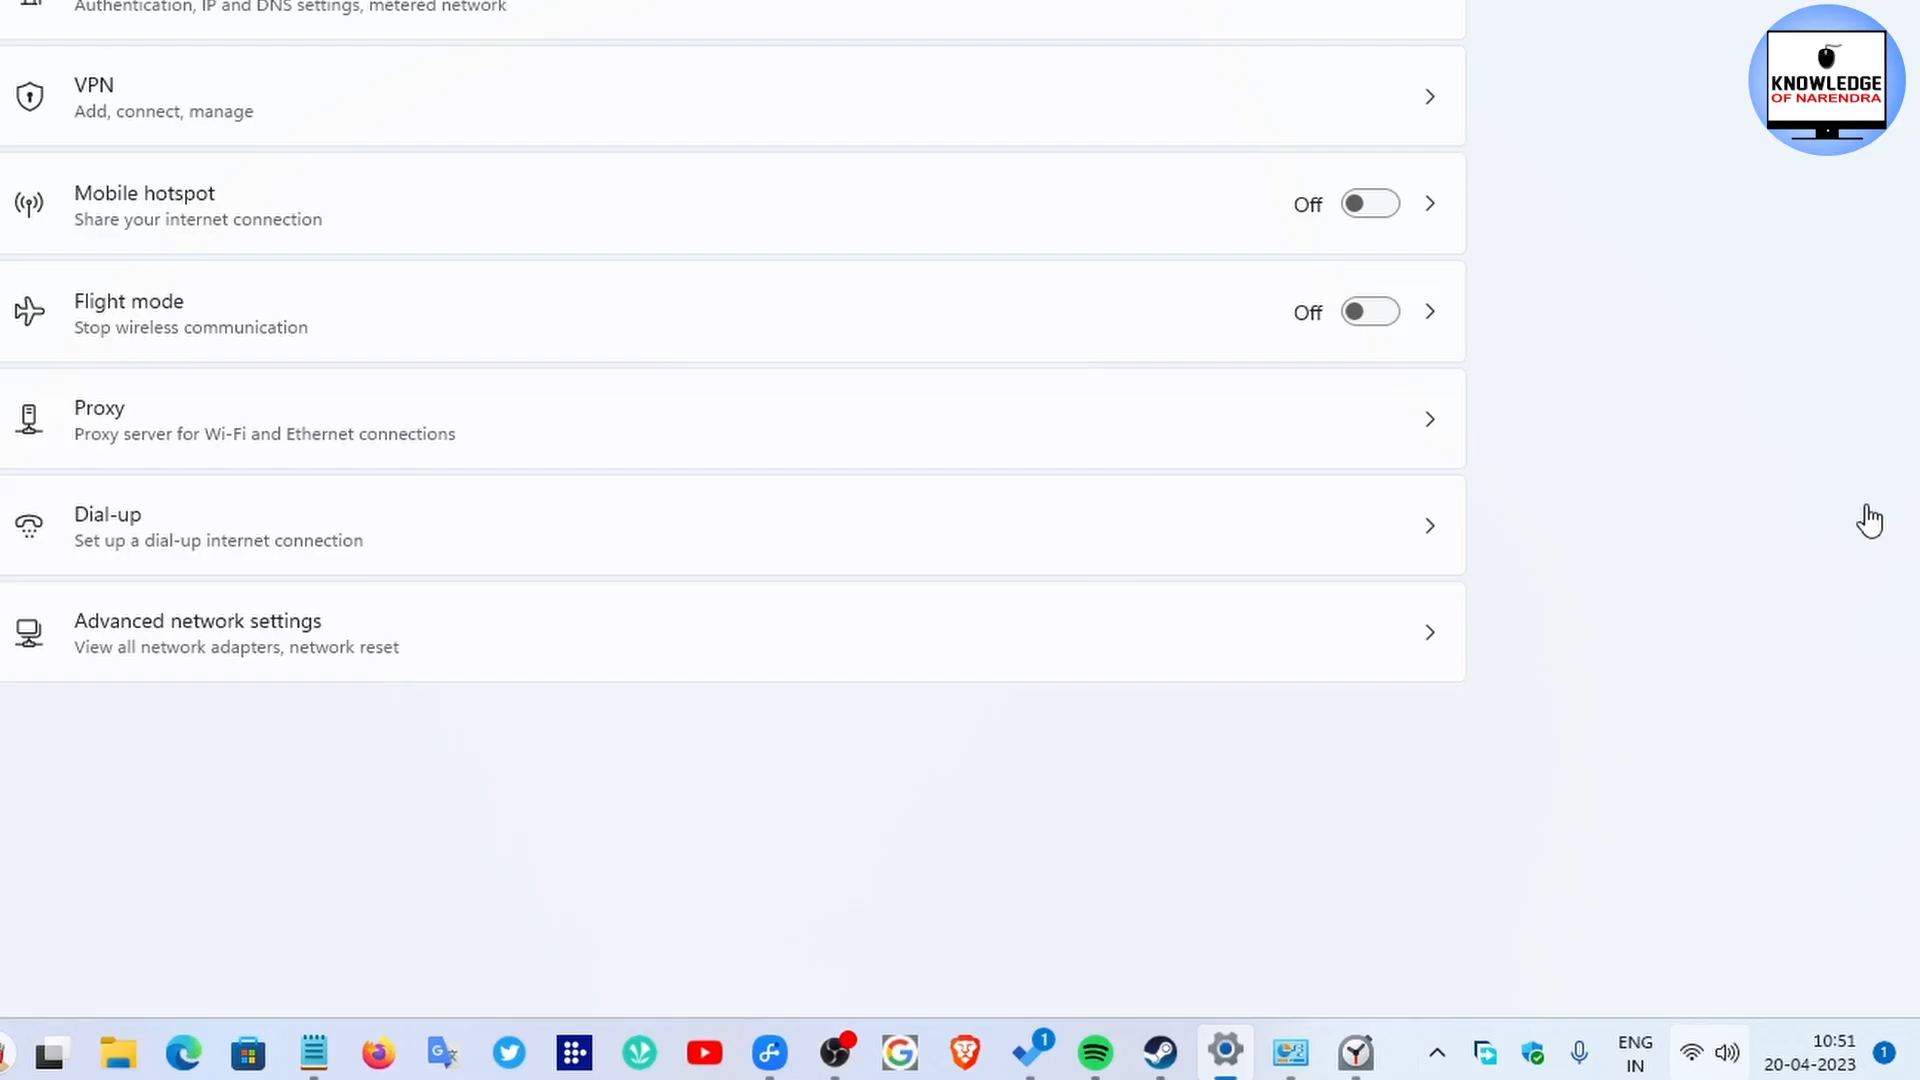 Authentication, IP and DNS settings, metered network
VPN
Add, connect, manage
Mobile hotspot
Share your internet connection
Off
Flight mode
Stop wireless communication
Off
Proxy
Proxy server for Wi-Fi and Ethernet connections
Dial-up
Set up a dial-up internet connection
Advanced network settings
View all network adapters, network reset
KNOWLEDGE
OF NARENDRA
1
ENG
IN
10:51
20-04-2023
1